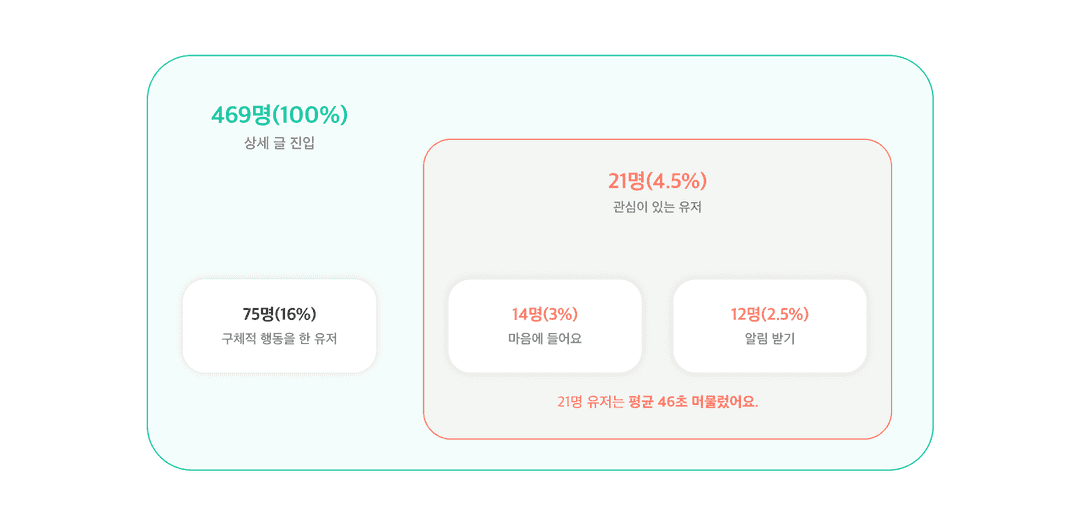 469명(100%)
상세 글 진입
21명(4.5%)
관심이 있는 유저
75명(16%)
구체적 행동을 한 유저
14명(3%)
마음에 들어요
12명(2.5%)
알림 받기
21명 유저는 평균 46초 머물렀어요.